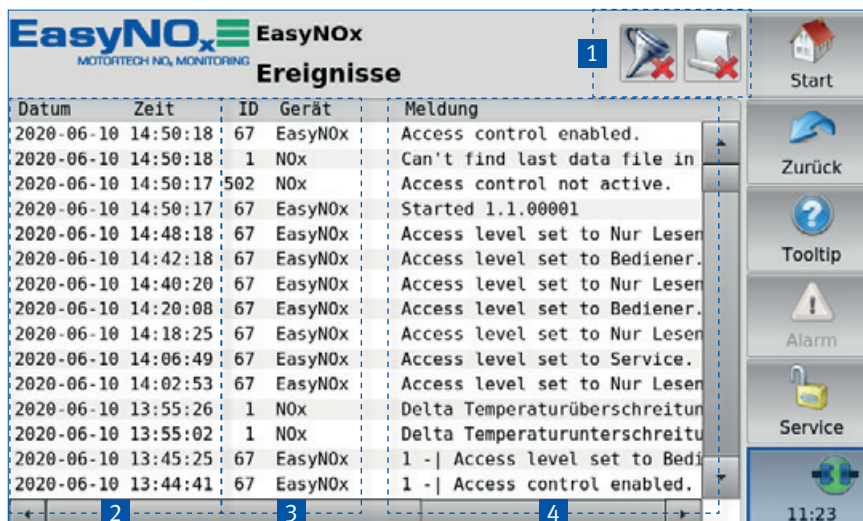 EasyNOx EasyNOx
MOTORTECH NOx MONITORING
Ereignisse
1
Start
Datum Zeit ID Gerät Meldung
2020-06-10 14:50:18 67 EasyNOx Access control enabled.
2020-06-10 14:50:18 1 NOx Can't find last data file in
2020-06-10 14:50:17 502 NOx Access control not active.
2020-06-10 14:50:17 67 EasyNOx Started 1.1.00001
2020-06-10 14:48:18 67 EasyNOx Access level set to Nur Lesen
2020-06-10 14:42:18 67 EasyNOx Access level set to Bediener.
2020-06-10 14:40:20 67 EasyNOx Access level set to Nur Lesen
2020-06-10 14:20:08 67 EasyNOx Access level set to Bediener.
2020-06-10 14:18:25 67 EasyNOx Access level set to Nur Lesen
2020-06-10 14:06:49 67 EasyNOx Access level set to Service.
2020-06-10 14:02:53 67 EasyNOx Access level set to Nur Lesen
2020-06-10 13:55:26 1 NOx Delta Temperaturüberschreitun
2020-06-10 13:55:02 1 NOx Delta Temperaturunterschreitu
2020-06-10 13:45:25 67 EasyNOx 1 -| Access level set to Bedi
2020-06-10 13:44:41 67 EasyNOx 1 -| Access control enabled.
2 3 4
Zurück
Tooltip
Alarm
Service
11:23